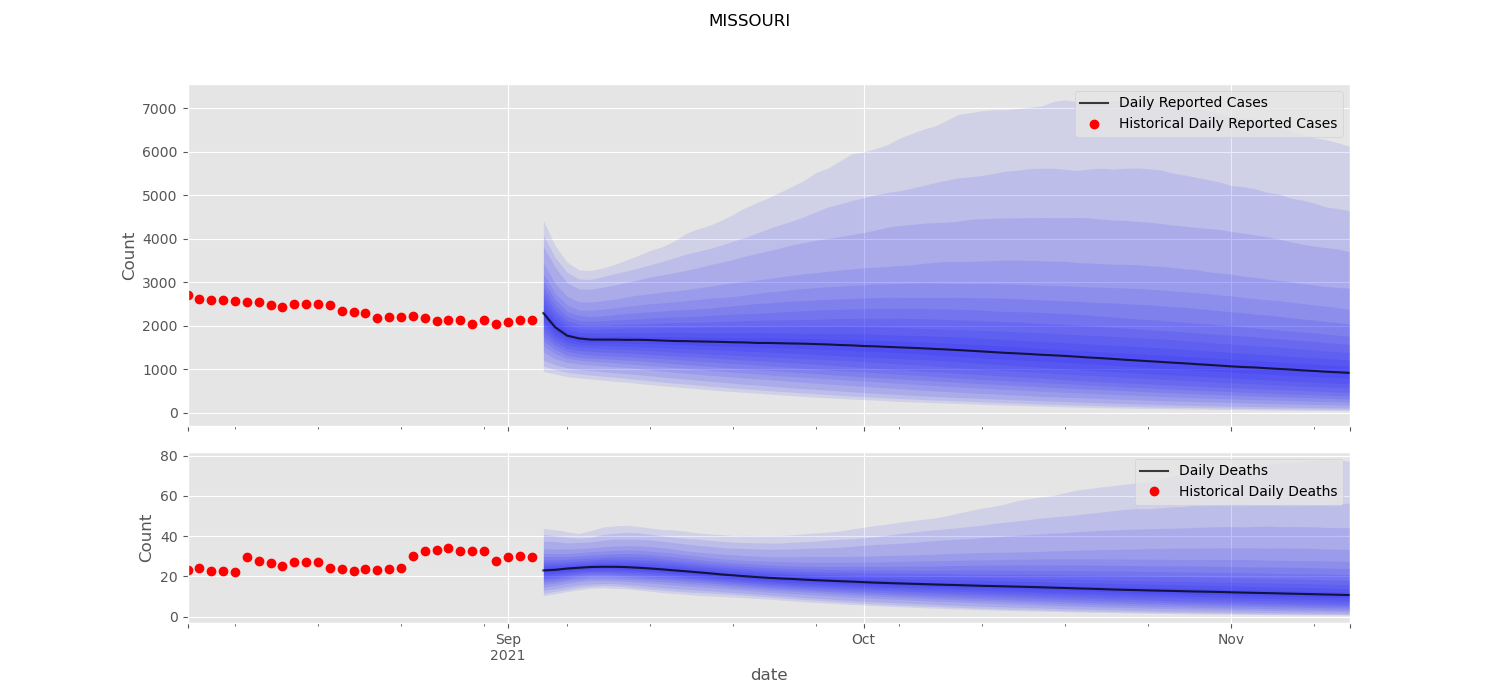 MISSOURI
Count
7000
6000
5000
4000
3000
2000
1000
0
Daily Reported Cases
Historical Daily Reported Cases
Count
80
60
40
20
0
Daily Deaths
Historical Daily Deaths
Sep
2021
Oct
Nov
date